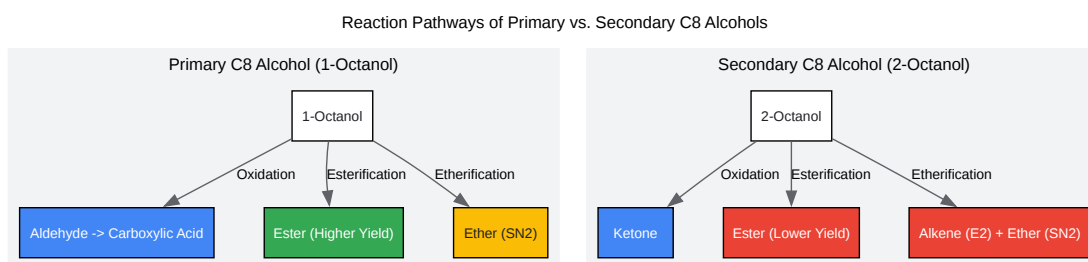 Reaction Pathways of Primary vs. Secondary C8 Alcohols
Primary C8 Alcohol (1-Octanol)
1-Octanol
Oxidation
Esterification
Etherification
Aldehyde -> Carboxylic Acid
Ester (Higher Yield)
Ether (SN2)
Secondary C8 Alcohol (2-Octanol)
2-Octanol
Oxidation
Esterification
Etherification
Ketone
Ester (Lower Yield)
Alkene (E2) + Ether (SN2)